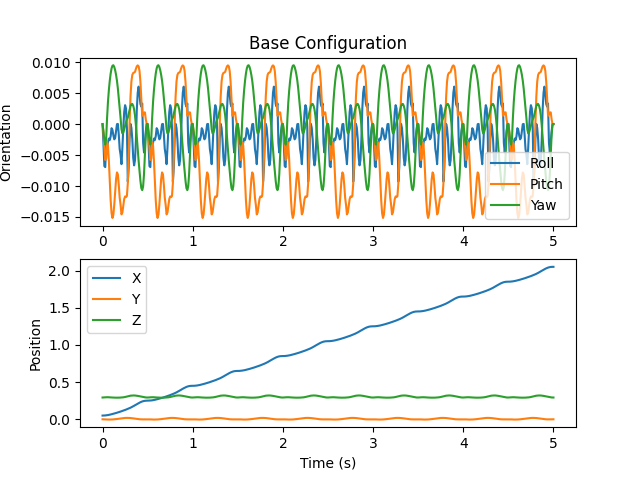 Base Configuration
Orientation
0.010
0.005
0.000
−0.005
−0.010
−0.015
Roll
Pitch
Yaw
0 1 2 3 4 5
Position
2.0
1.5
1.0
0.5
0.0
X
Y
Z
0 1 2 3 4 5
Time (s)